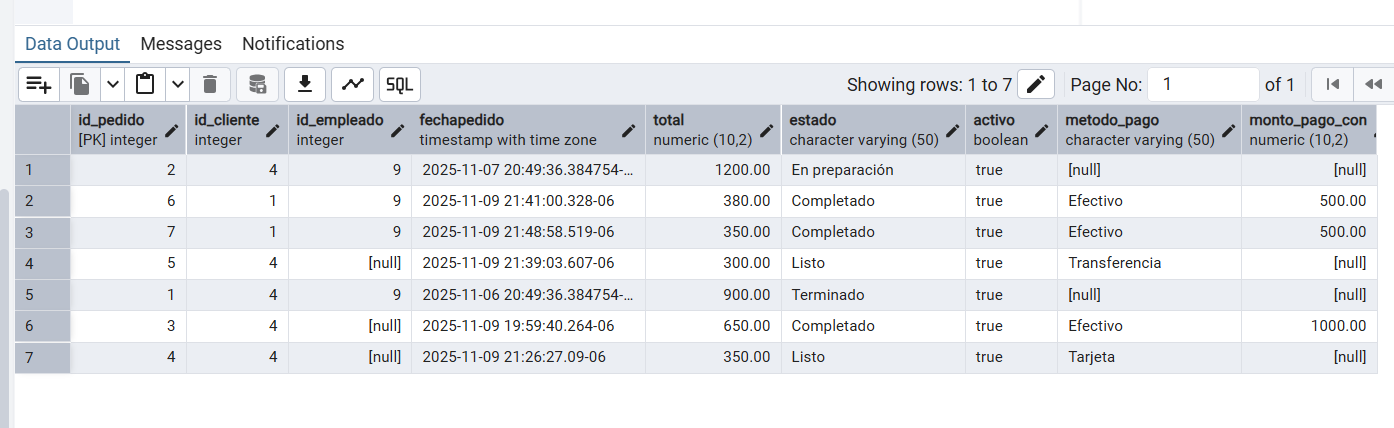 Data Output Messages Notifications
SQL Showing rows: 1 to 7 Page No: 1 of 1
id_pedido id_cliente id_empleado fechapedido total estado activo metodo_pago monto_pago_con
[PK] integer integer integer timestamp with time zone numeric (10,2) character varying (50) boolean character varying (50) numeric (10,2)
1 2 4 9 2025-11-07 20:49:36.384754-... 1200.00 En preparación true [null] [null]
2 6 1 9 2025-11-09 21:41:00.328-06 380.00 Completado true Efectivo 500.00
3 7 1 9 2025-11-09 21:48:58.519-06 350.00 Completado true Efectivo 500.00
4 5 4 [null] 2025-11-09 21:39:03.607-06 300.00 Listo true Transferencia [null]
5 1 4 9 2025-11-06 20:49:36.384754-... 900.00 Terminado true [null] [null]
6 3 4 [null] 2025-11-09 19:59:40.264-06 650.00 Completado true Efectivo 1000.00
7 4 4 [null] 2025-11-09 21:26:27.09-06 350.00 Listo true Tarjeta [null]